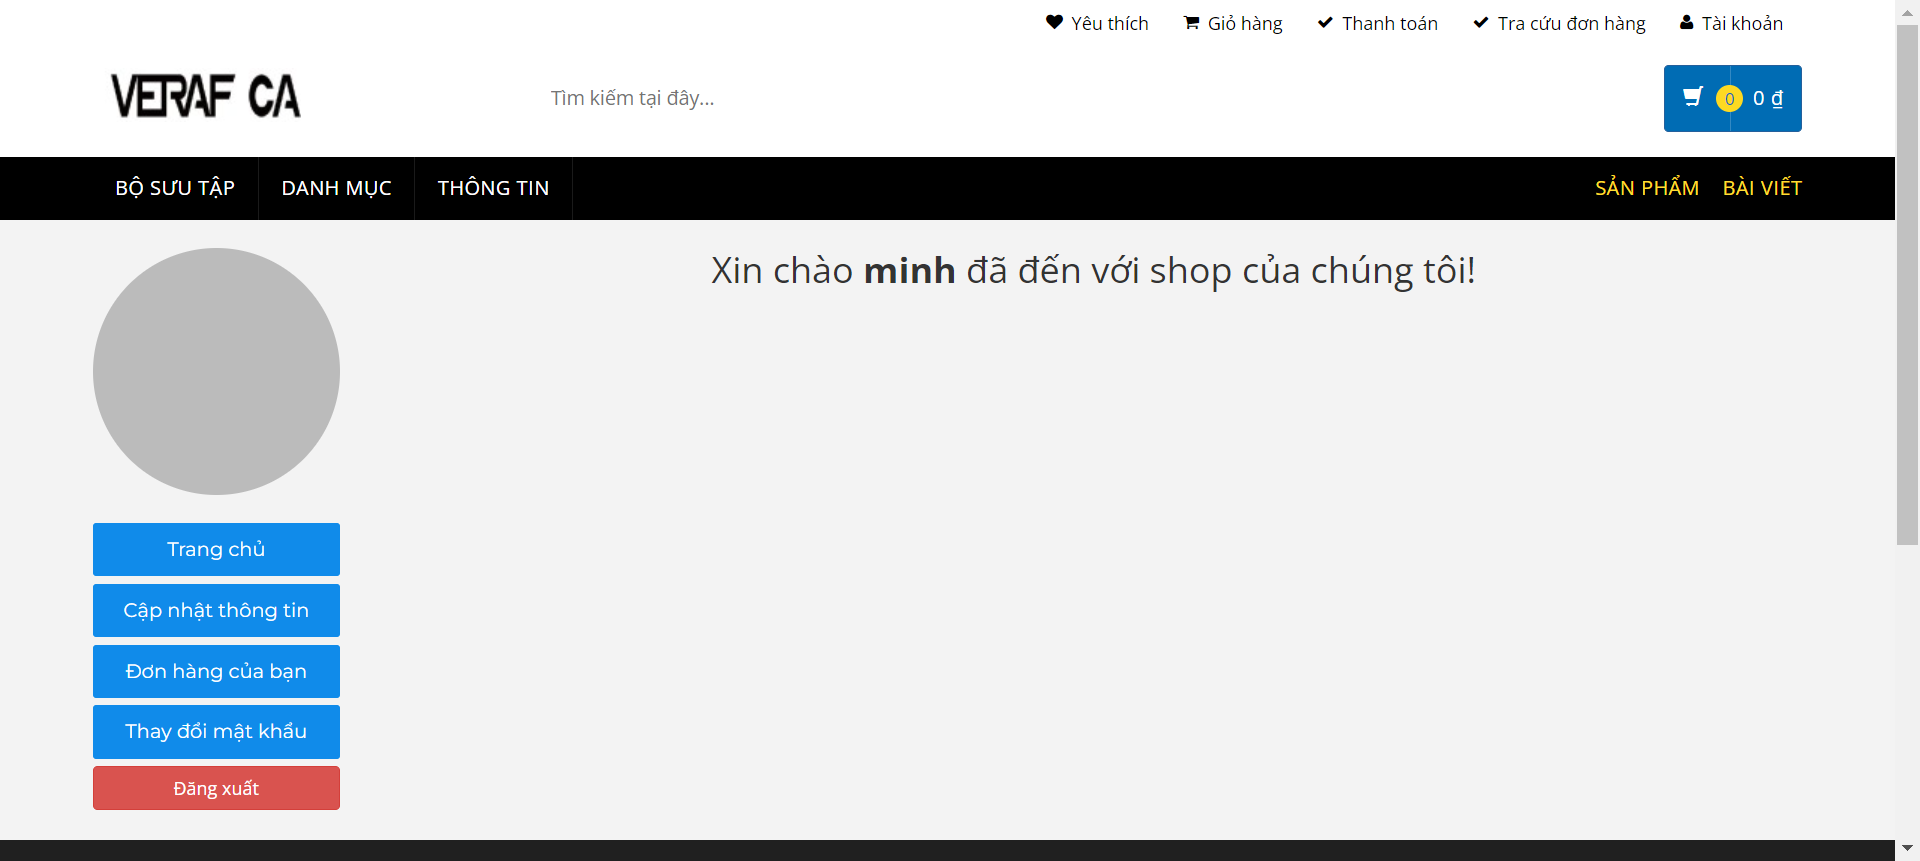 Yêu thích Giỏ hàng Thanh toán Tra cứu đơn hàng Tài khoản
VERAF CA
Tìm kiếm tại đây...
0 0 ₫
BỘ SƯU TẬP DANH MỤC THÔNG TIN SẢN PHẨM BÀI VIẾT
Xin chào minh đã đến với shop của chúng tôi!
Trang chủ
Cập nhật thông tin
Đơn hàng của bạn
Thay đổi mật khẩu
Đăng xuất